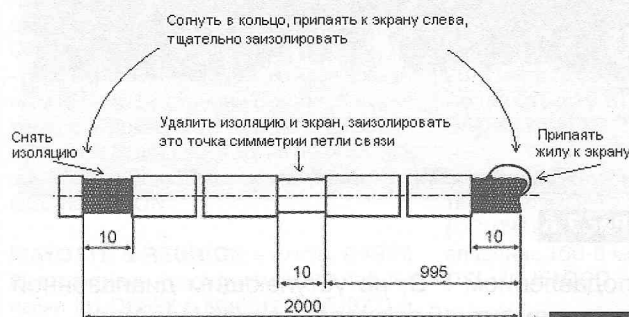 Согнуть в кольцо, припаять к экрану слева,
тщательно заизолировать
Снять
изоляцию
Удалить изоляцию и экран, заизолировать
это точка симметрии петли связи
Припаять
жилу к экрану
10
10
995
10
2000